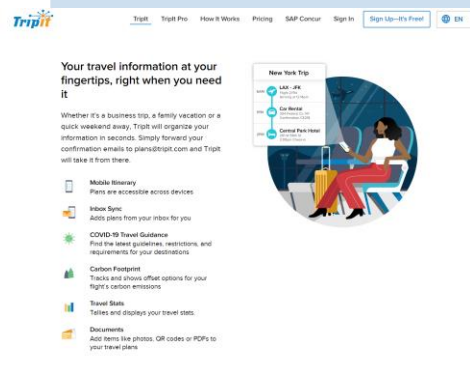 TripIt
TripIt
TripIt Pro
How It Works
Pricing
SAP Concur
Sign In
Sign Up—It's Free!
EN
Your travel information at your
fingertips, right when you need
it
Whether it's a business trip, a family vacation or a
quick weekend away, TripIt will organize your
information in seconds. Simply forward your
confirmation emails to plans@tripit.com and TripIt
will take it from there.
New York Trip
LAX - JFK
Car Rental
Central Park Hotel
Mobile Itinerary
Plans are accessible across devices
Inbox Sync
Adds plans from your inbox for you
COVID-19 Travel Guidance
Find the latest guidelines, restrictions, and
requirements for your destinations
Carbon Footprint
Tracks and shows offset options for your
flight's carbon emissions
Travel Stats
Tallies and displays your travel stats.
Documents
Add items like photos, QR codes or PDFs to
your travel plans